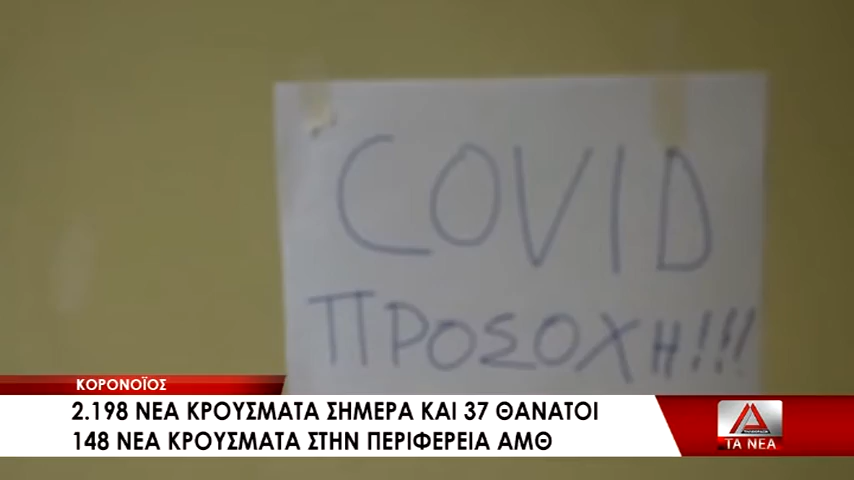 COVID
ΠΡΟΣΟΧΗ!!!
ΚΟΡΟΝΟΪΟΣ
2.198 ΝΕΑ ΚΡΟΥΣΜΑΤΑ ΣΗΜΕΡΑ ΚΑΙ 37 ΘΑΝΑΤΟΙ
148 ΝΕΑ ΚΡΟΥΣΜΑΤΑ ΣΤΗΝ ΠΕΡΙΦΕΡΕΙΑ ΑΜΘ
ΤΑ ΝΕΑ